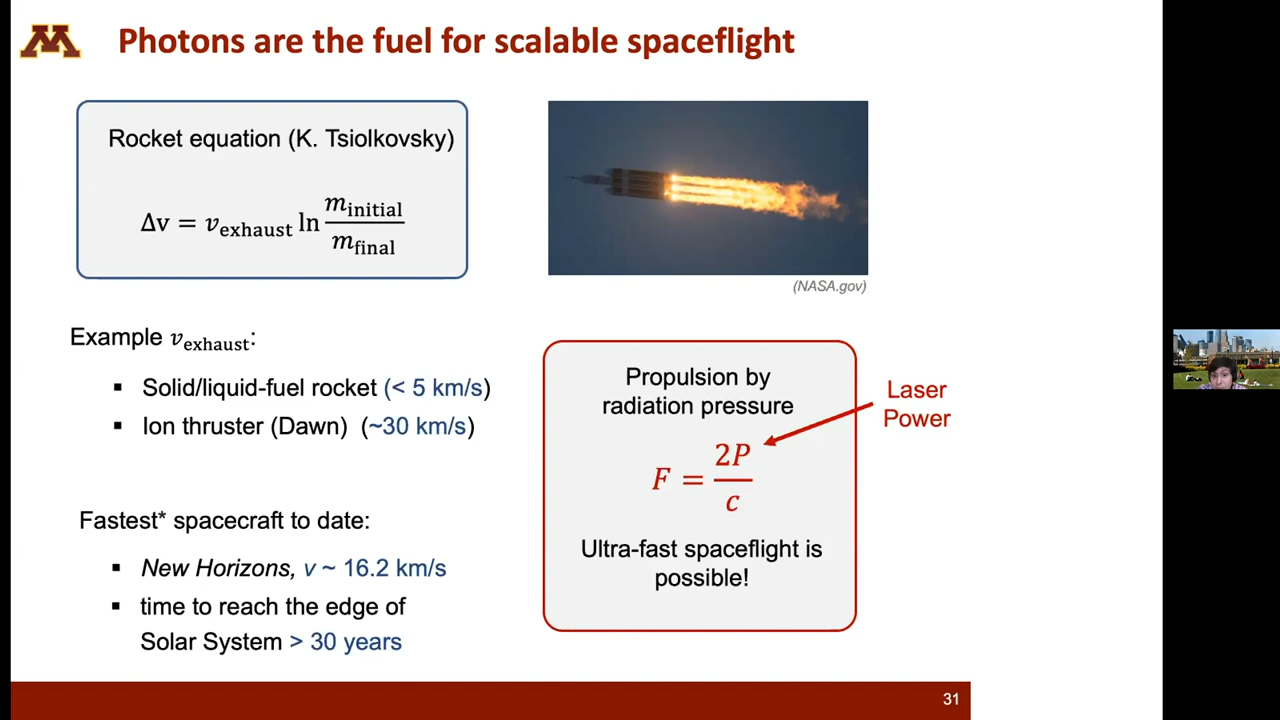 M
Photons are the fuel for scalable spaceflight
Rocket equation (K. Tsiolkovsky)
Δv = v_exhaust ln m_initial / m_final
(NASA.gov)
Example v_exhaust:
▪ Solid/liquid-fuel rocket (< 5 km/s)
▪ Ion thruster (Dawn) (~30 km/s)
Fastest* spacecraft to date:
▪ New Horizons, v ~ 16.2 km/s
▪ time to reach the edge of
Solar System > 30 years
Propulsion by
radiation pressure
F = 2P / c
Ultra-fast spaceflight is
possible!
Laser
Power
31